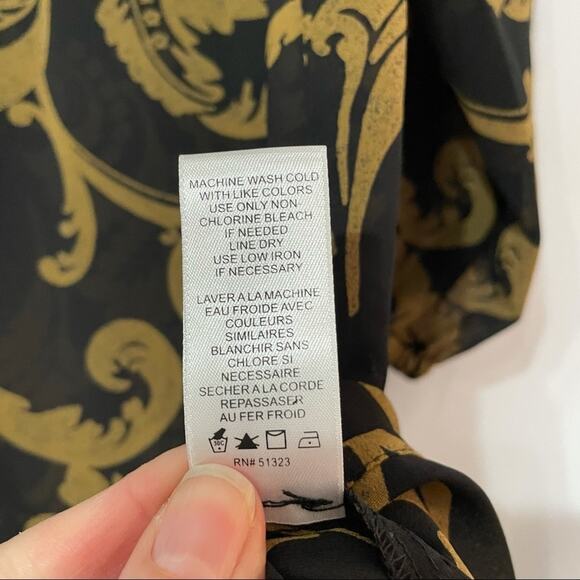 MACHINE WASH COLD
WITH LIKE COLORS
USE ONLY NON-
CHLORINE BLEACH
IF NEEDED
LINE DRY
USE LOW IRON
IF NECESSARY
LAVER A LA MACHINE
EAU FROIDE AVEC
COULEURS
SIMILAIRES
BLANCHIR SANS
CHLORE SI
NECESSAIRE
SECHER A LA CORDE
REPASSAGER
AU FER FROID
30C
RN# 51323